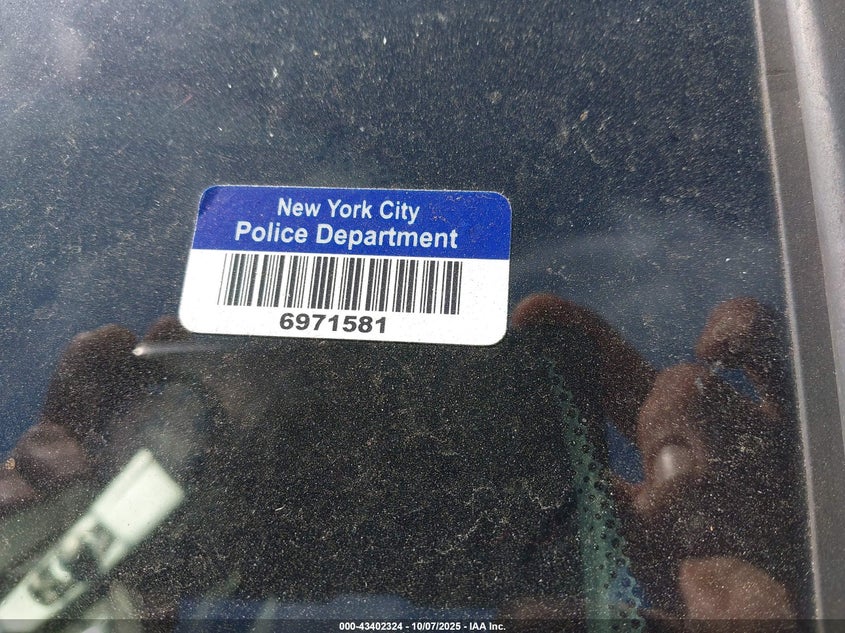 New York City
Police Department
6971581
000-43402324 - 10/07/2025 - IAA Inc.